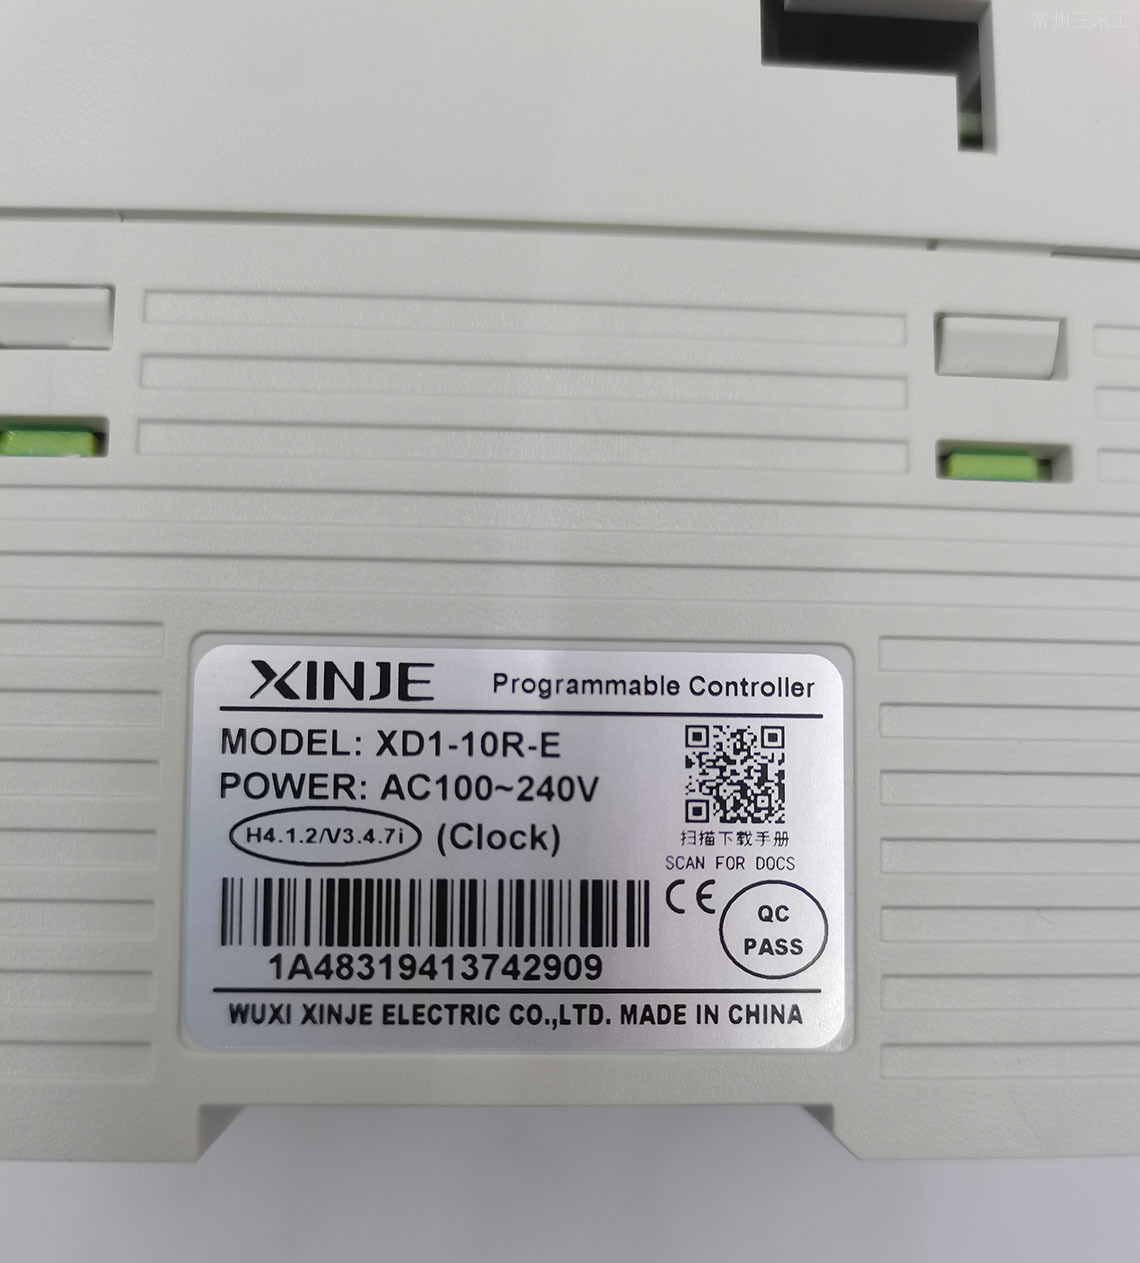 常州三禾工
XINJE Programmable Controller
MODEL: XD1-10R-E
POWER: AC100~240V
H4.1.2/V3.4.7i (Clock)
扫描下载手册
SCAN FOR DOCS
CE
QC
PASS
1A48319413742909
WUXI XINJE ELECTRIC CO.,LTD. MADE IN CHINA